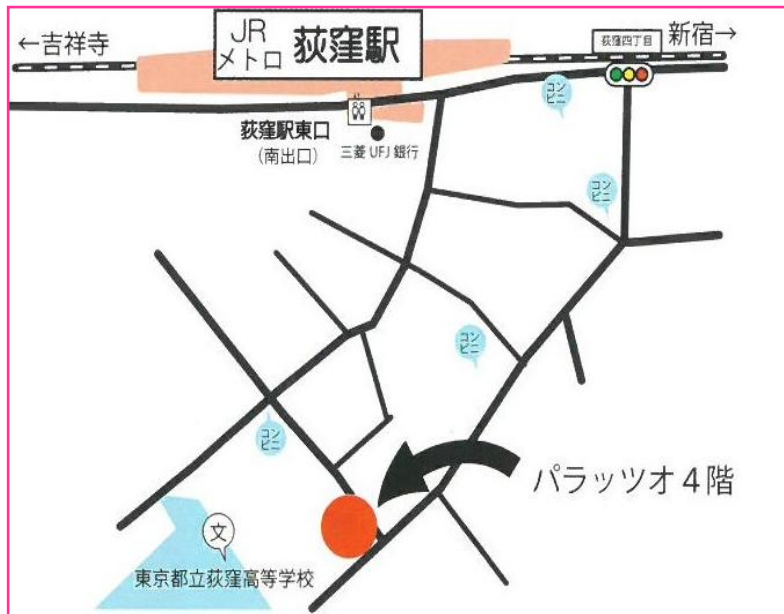 ←吉祥寺
JR
メトロ
荻窪駅
荻窪四丁目
新宿→
コンビニ
荻窪駅東口
(南出口)
三菱UFJ銀行
コンビニ
コンビニ
コンビニ
パラッツオ4階
文
東京都立荻窪高等学校